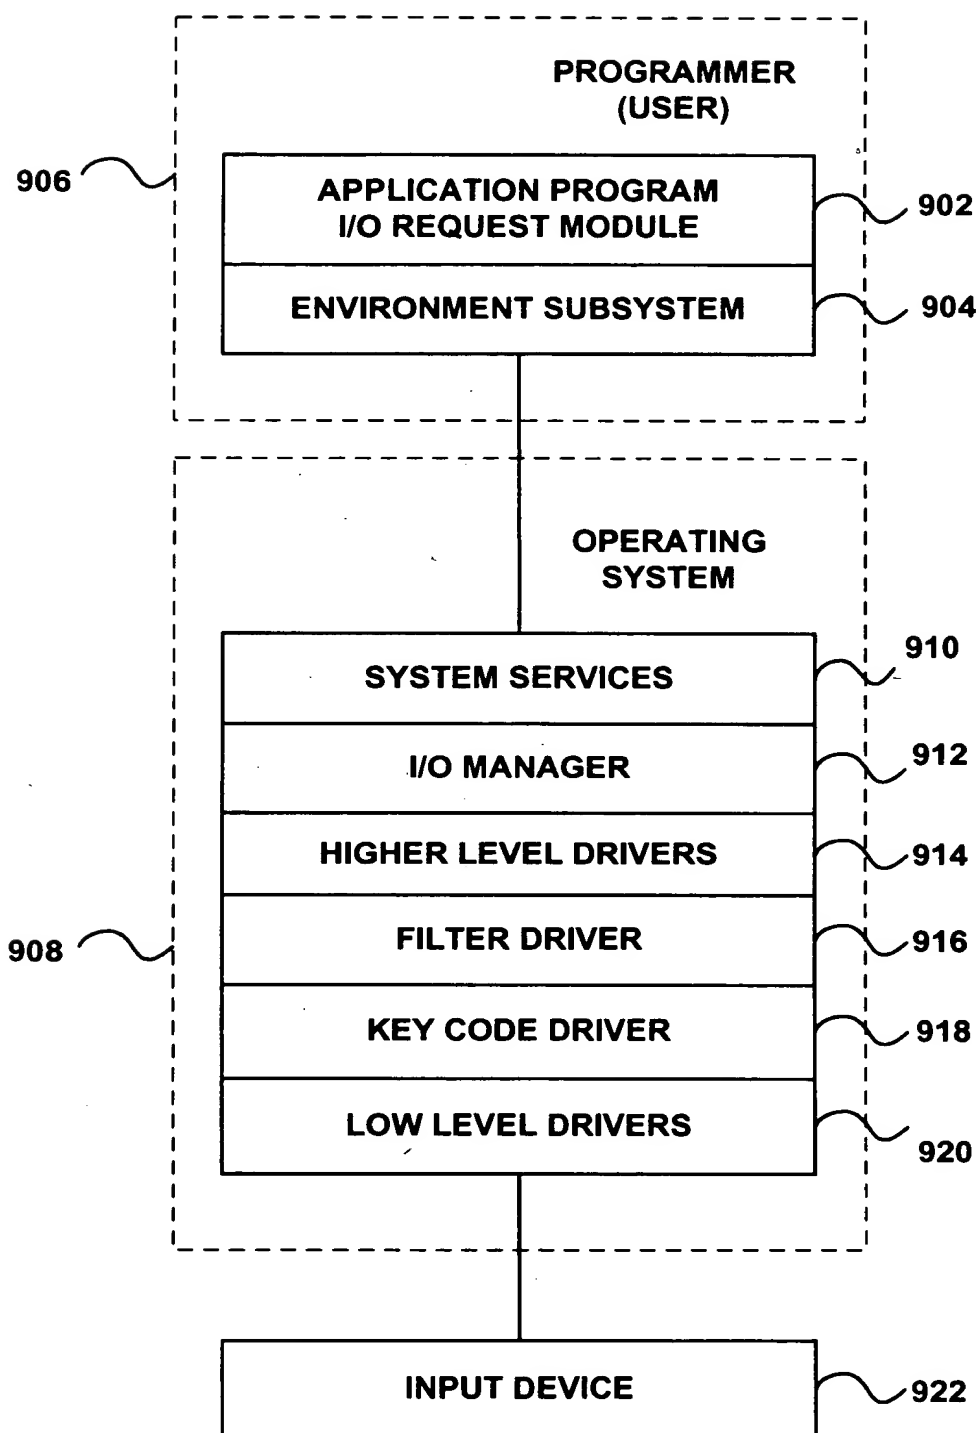 PROGRAMMER
(USER)
906
APPLICATION PROGRAM
I/O REQUEST MODULE
902
ENVIRONMENT SUBSYSTEM
904
OPERATING
SYSTEM
910
SYSTEM SERVICES
912
I/O MANAGER
HIGHER LEVEL DRIVERS
914
908
FILTER DRIVER
916
KEY CODE DRIVER
918
LOW LEVEL DRIVERS
920
INPUT DEVICE
922